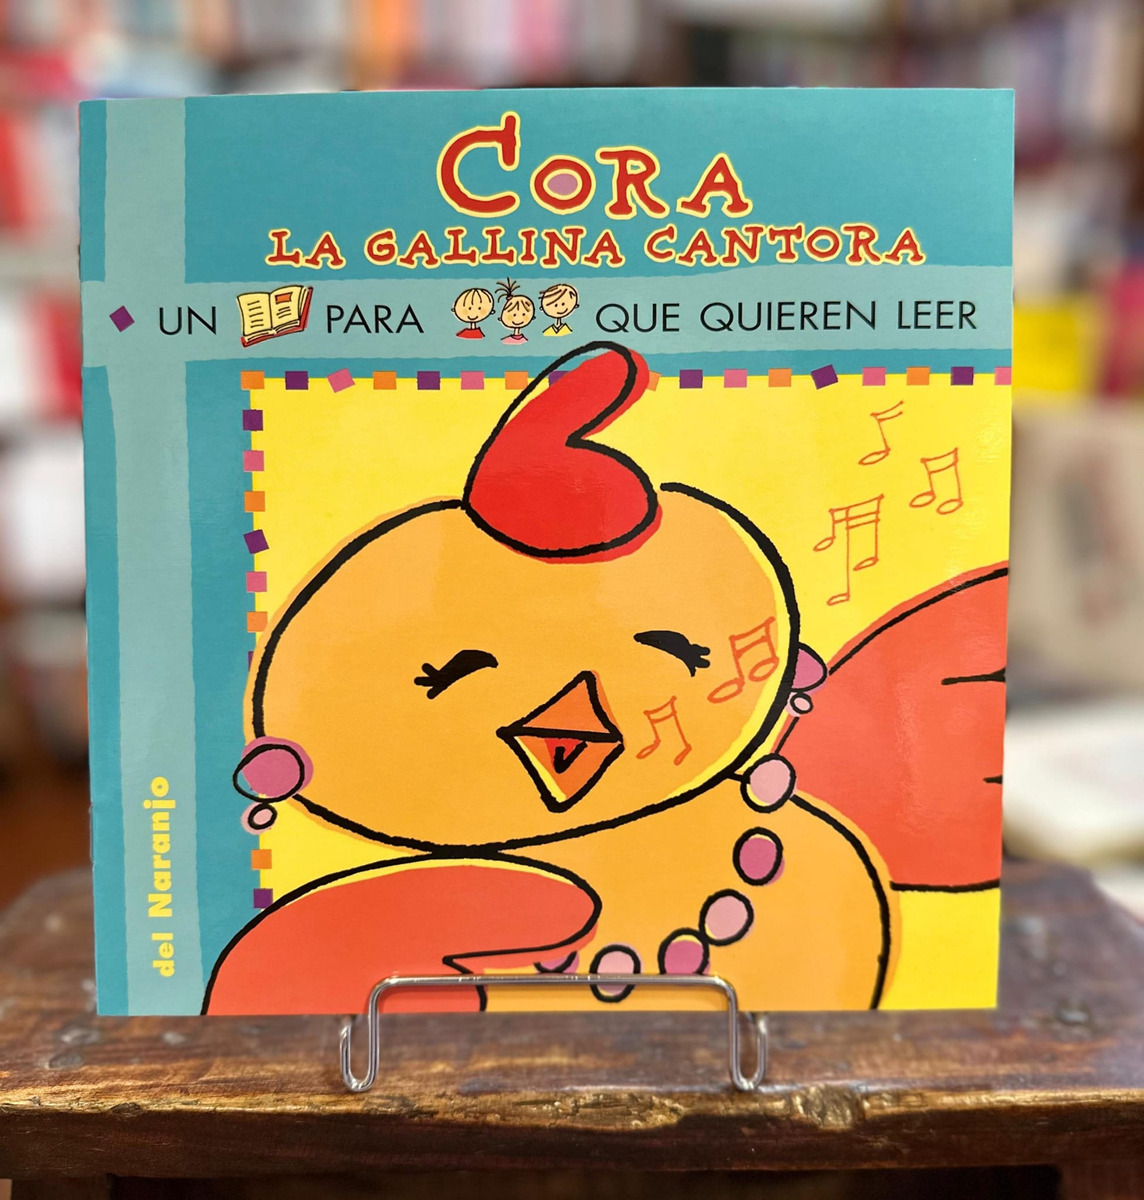 CORA
LA GALLINA CANTORA
UN PARA QUE QUIEREN LEER
del Naranjo